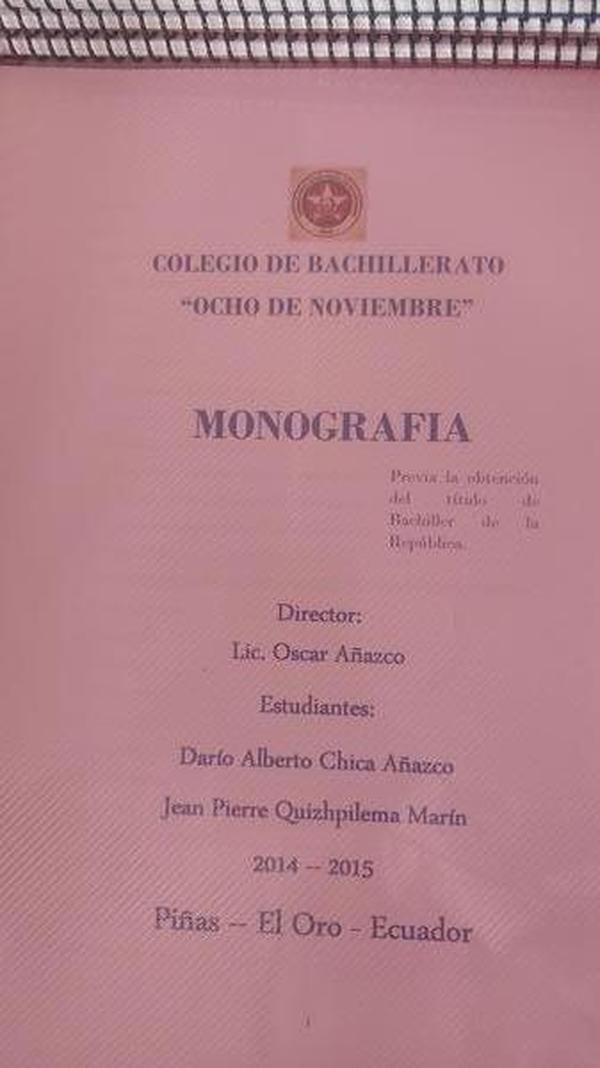 COLEGIO DE BACHILLERATO
“OCHO DE NOVIEMBRE”
MONOGRAFIA
Previa la obtención
del título de
Bachiller de la
República.
Director:
Lic. Oscar Añazco
Estudiantes:
Darío Alberto Chica Añazco
Jean Pierre Quizhpilema Marín
2014 – 2015
Piñas – El Oro - Ecuador